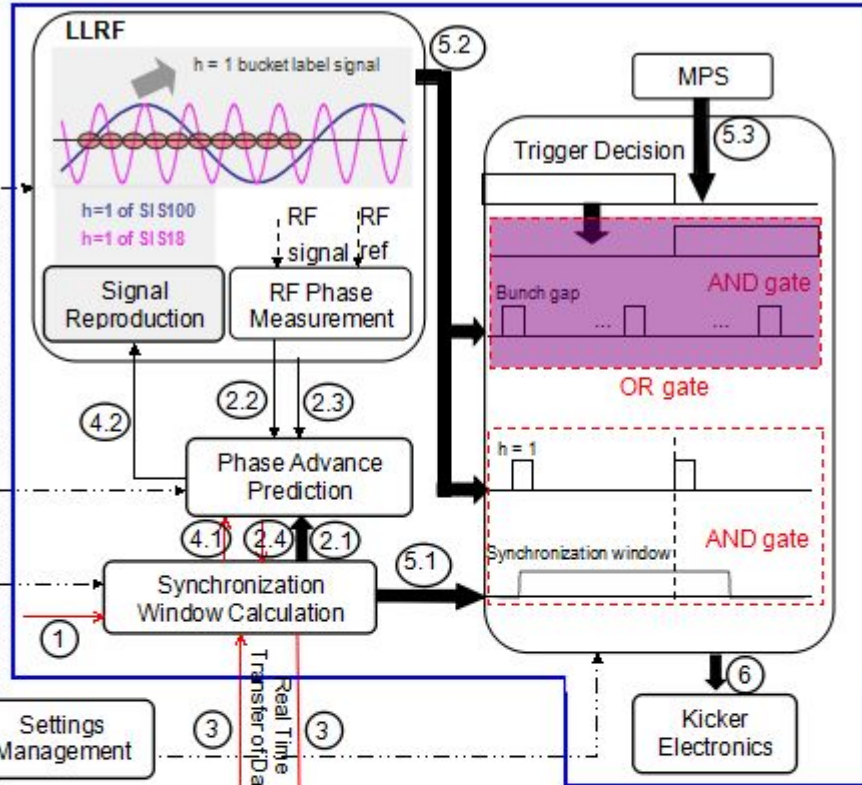 LLRF
h = 1 bucket label signal
5.2
MPS
5.3
Trigger Decision
h=1 of SIS100
h=1 of SIS18
RF
signal
RF
ref
Signal
Reproduction
RF Phase
Measurement
AND gate
Bunch gap
...
...
OR gate
2.2
2.3
4.2
Phase Advance
Prediction
h = 1
4.1
2.4
2.1
AND gate
Synchronization window
5.1
Synchronization
Window Calculation
1
Real Time
Transfer of Da
3
3
6
Settings
Management
Kicker
Electronics